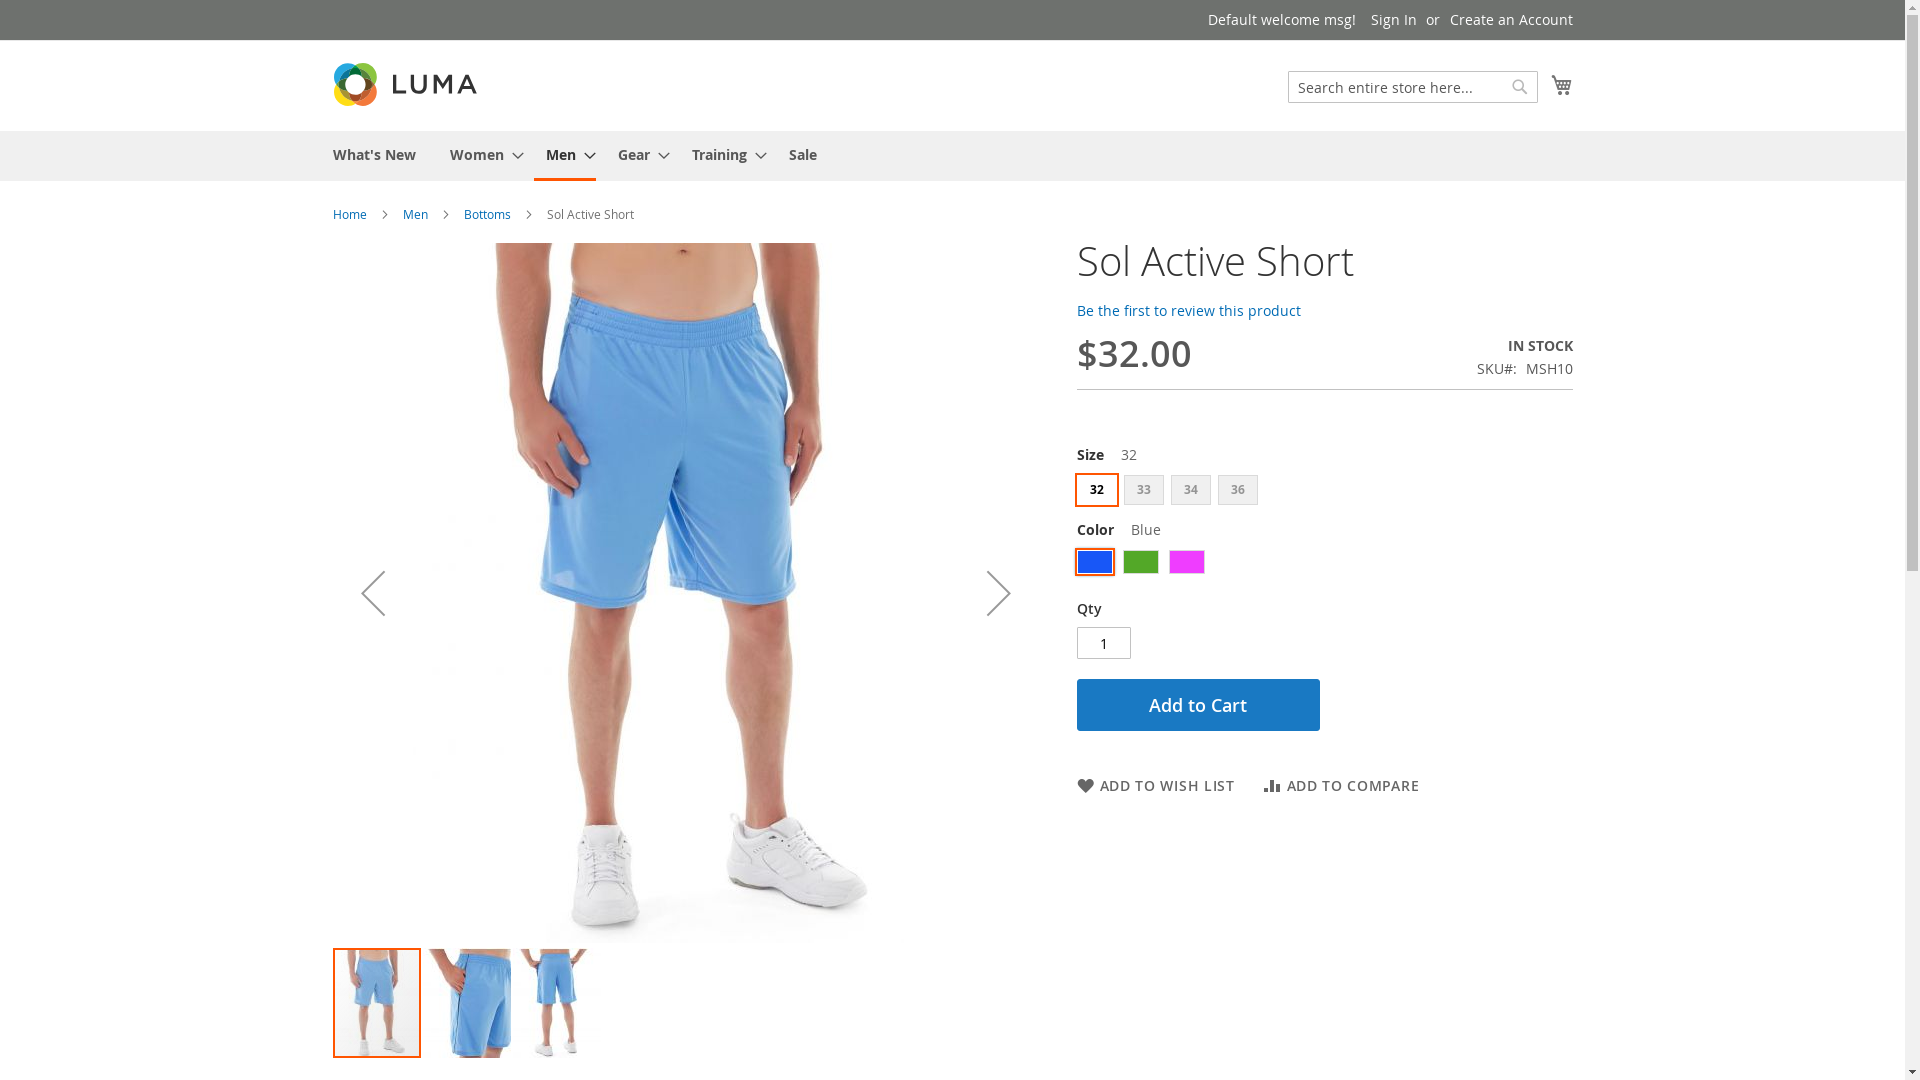 Default welcome msg! Sign In or Create an Account
LUMA
Search entire store here...
What's New Women Men Gear Training Sale
Home Men Bottoms Sol Active Short
Sol Active Short
Be the first to review this product
$32.00
IN STOCK
SKU#: MSH10
Size 32
32 33 34 36
Color Blue
Qty
1
Add to Cart
ADD TO WISH LIST ADD TO COMPARE